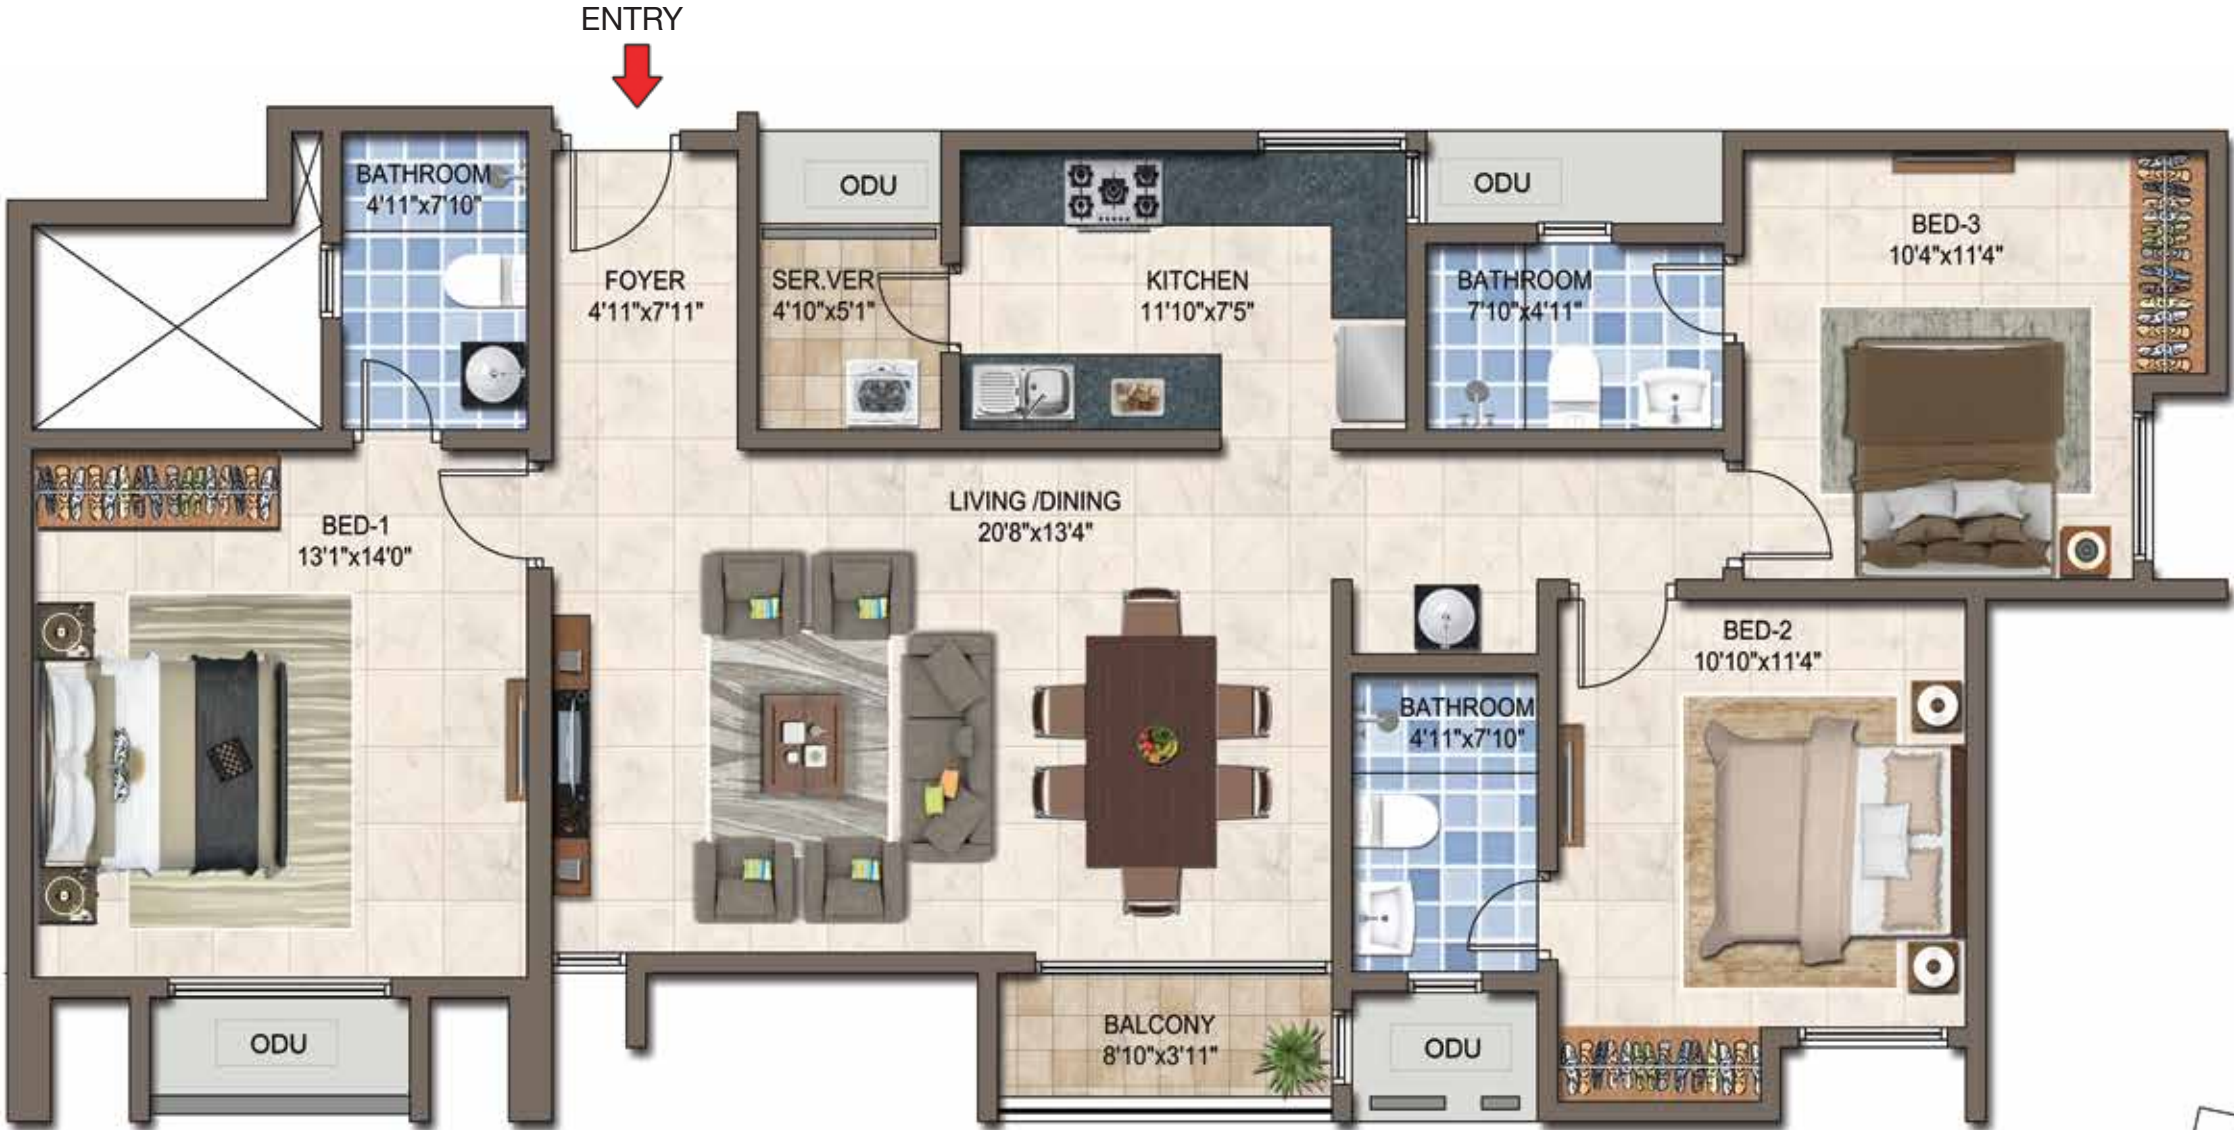 ENTRY
BATHROOM
4'11"x7'10"
ODU
ODU
BED-3
10'4"x11'4"
FOYER
4'11"x7'11"
SER.VER
4'10"x5'1"
KITCHEN
11'10"x7'5"
BATHROOM
7'10"x4'11"
BED-1
13'1"x14'0"
LIVING /DINING
20'8"x13'4"
BED-2
10'10"x11'4"
BATHROOM
4'11"x7'10"
ODU
BALCONY
8'10"x3'11"
ODU